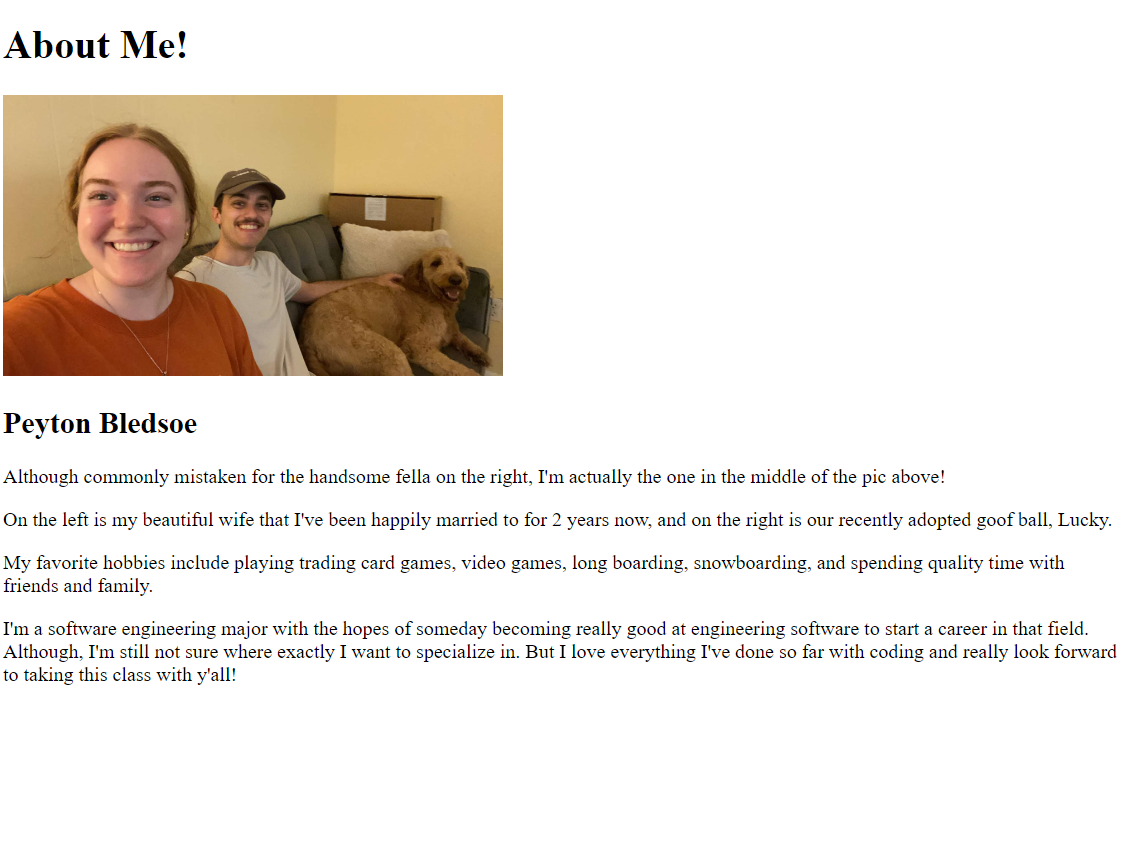 About Me!
Peyton Bledsoe
Although commonly mistaken for the handsome fella on the right, I'm actually the one in the middle of the pic above!
On the left is my beautiful wife that I've been happily married to for 2 years now, and on the right is our recently adopted goof ball, Lucky.
My favorite hobbies include playing trading card games, video games, long boarding, snowboarding, and spending quality time with
friends and family.
I'm a software engineering major with the hopes of someday becoming really good at engineering software to start a career in that field.
Although, I'm still not sure where exactly I want to specialize in. But I love everything I've done so far with coding and really look forward
to taking this class with y'all!